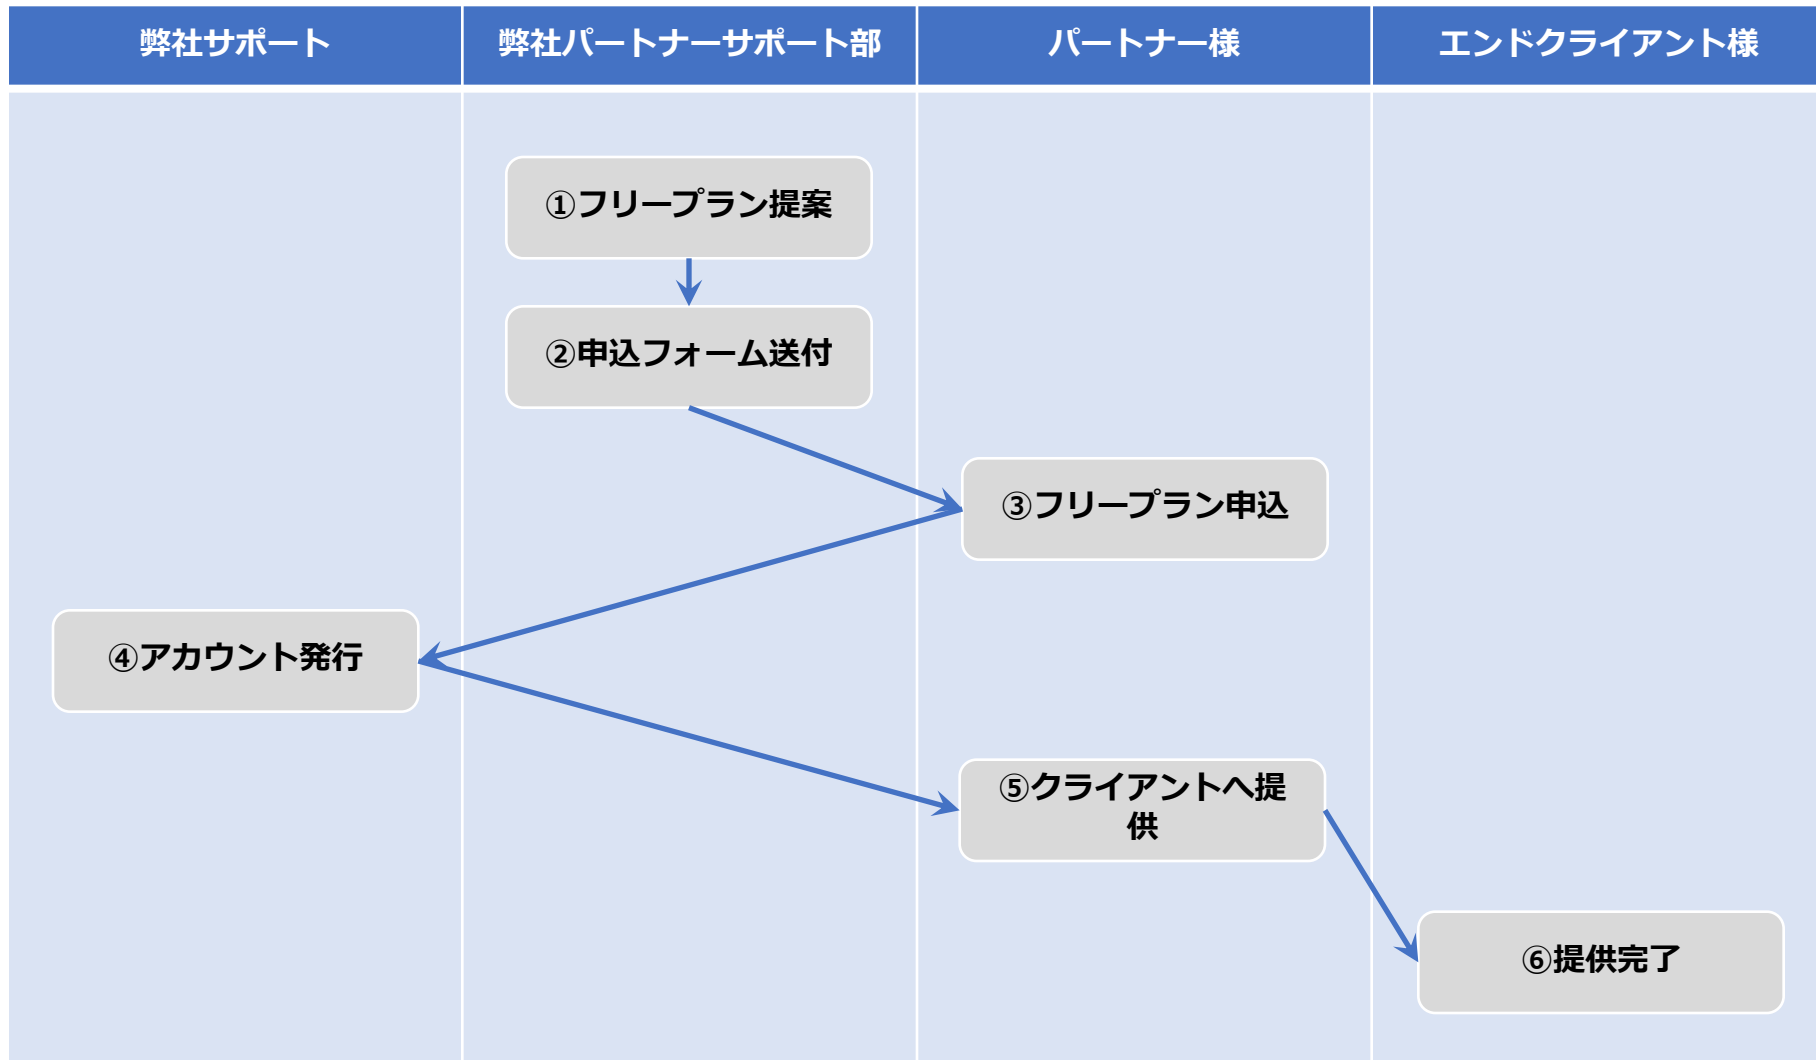 弊社サポート
弊社パートナーサポート部
パートナー様
エンドクライアント様
①フリープラン提案
②申込フォーム送付
③フリープラン申込
④アカウント発行
⑤クライアントへ提
供
⑥提供完了